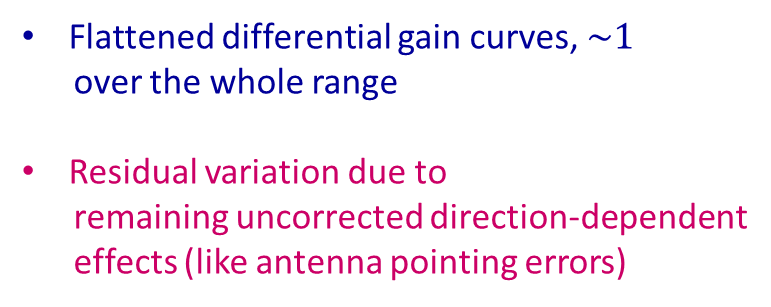 • Flattened differential gain curves, ~1
over the whole range
• Residual variation due to
remaining uncorrected direction-dependent
effects (like antenna pointing errors)